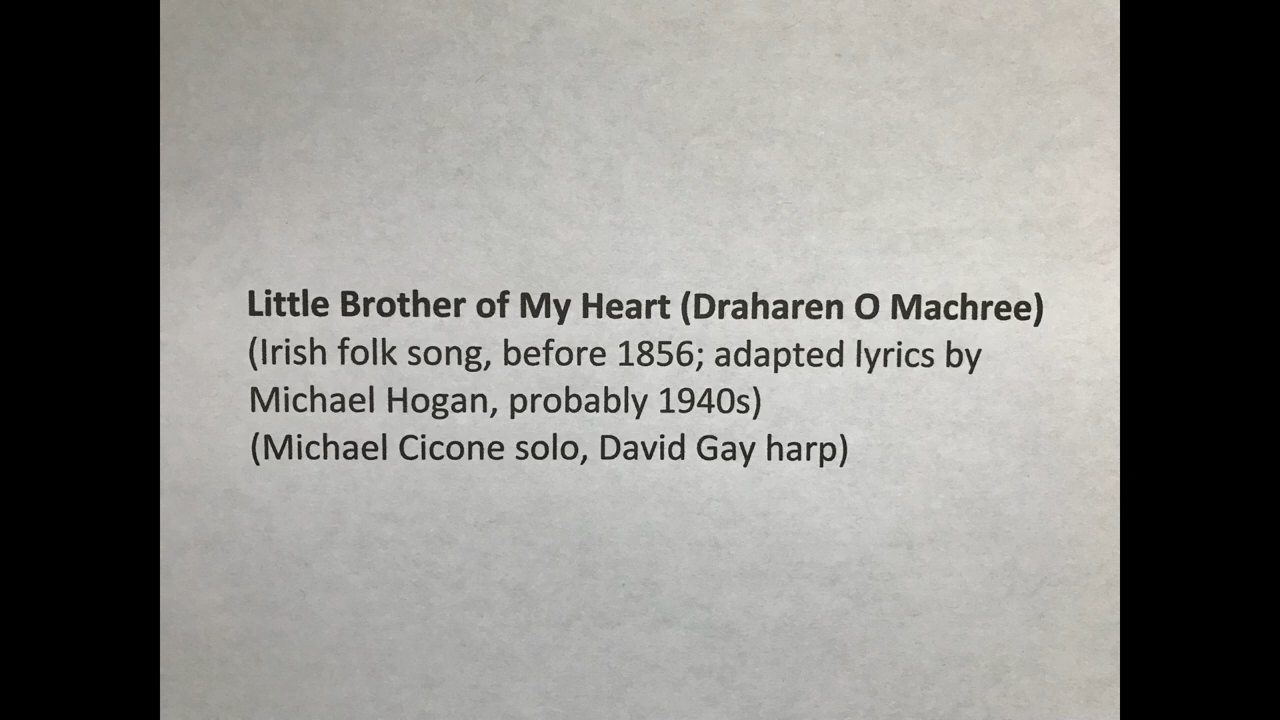 Little Brother of My Heart (Draharen O Machree)
(Irish folk song, before 1856; adapted lyrics by
Michael Hogan, probably 1940s)
(Michael Cicone solo, David Gay harp)